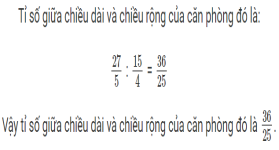 Tỉ số giữa chiều dài và chiều rộng của căn phòng đó là:
27/5 : 15/4 = 36/25
Vậy tỉ số giữa chiều dài và chiều rộng của căn phòng đó là 36/25.